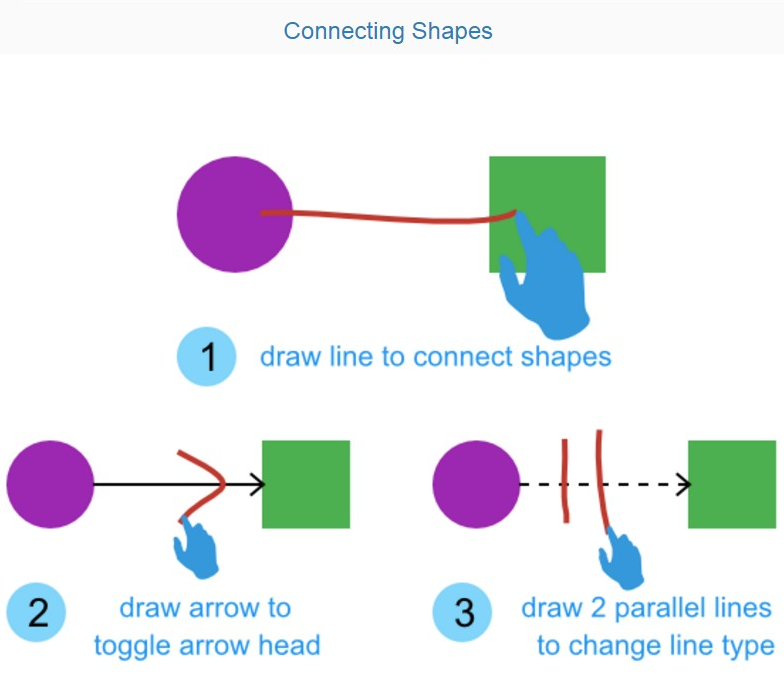 Connecting Shapes
1 draw line to connect shapes
2 draw arrow to
toggle arrow head
3 draw 2 parallel lines
to change line type